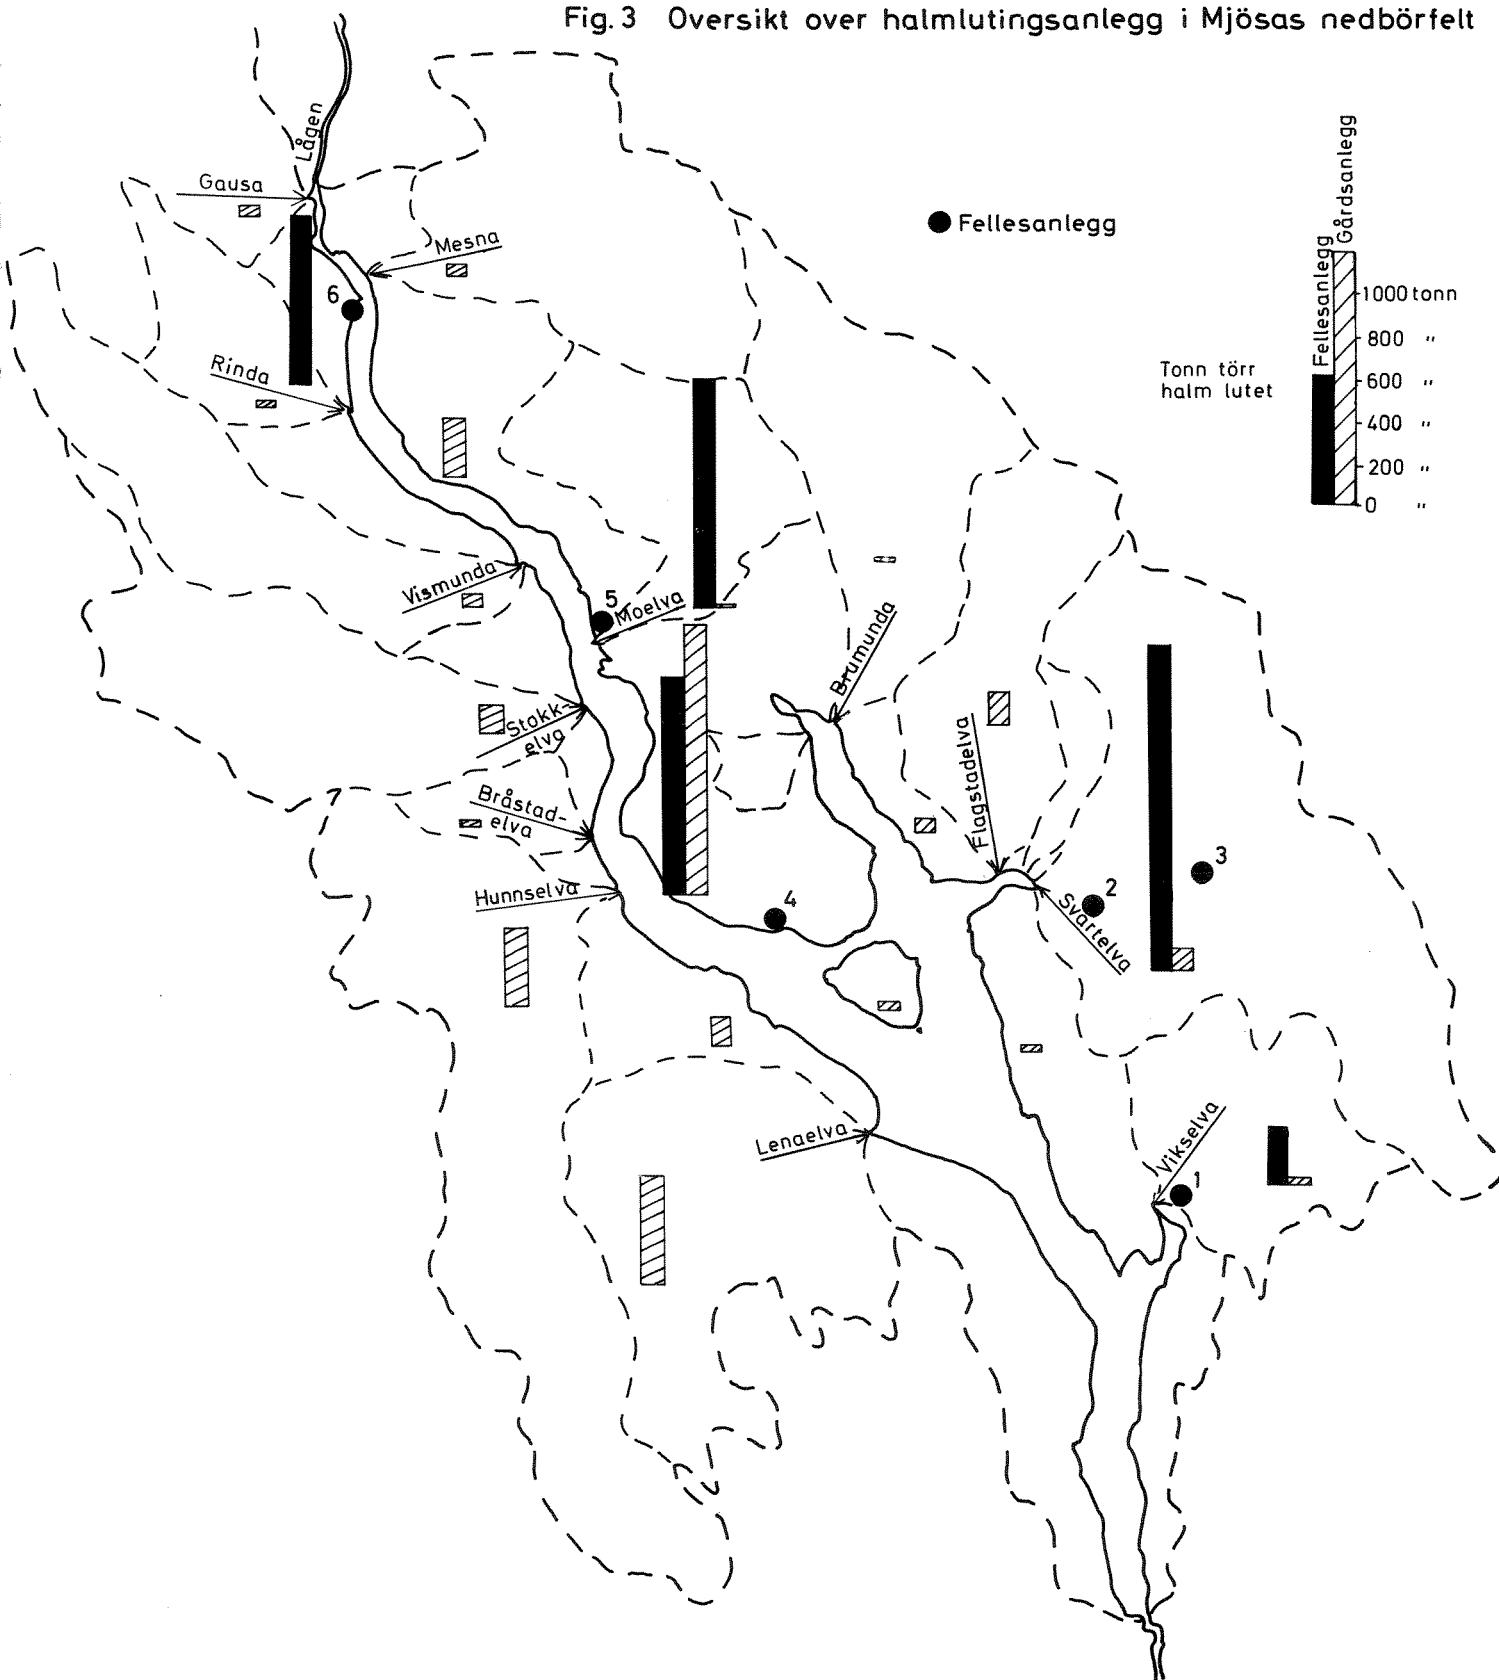 Fig. 3 Oversikt over halmlutingsanlegg i Mjösas nedbörfelt
Lågen
Gausa
Mesna
6
Rinda
Fellesanlegg
Fellesanlegg
Gårdsanlegg
Tonn törr
halm lutet
1000 tonn
800 "
600 "
400 "
200 "
0 "
Vismunda
5
Moelva
Brumunda
Stokk-
elva
Flagstadelva
Bråstad-
elva
Hunnselva
4
2
3
Svartelva
Lenaelva
Vikselva
1